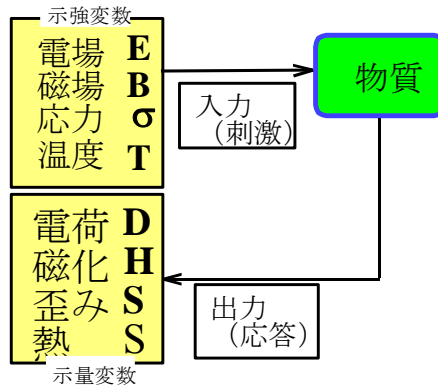 示強変数
電場 E
磁場 B
応力 σ
温度 T
物質
入力
（刺激）
電荷 D
磁化 H
歪み S
熱 S
出力
（応答）
示量変数